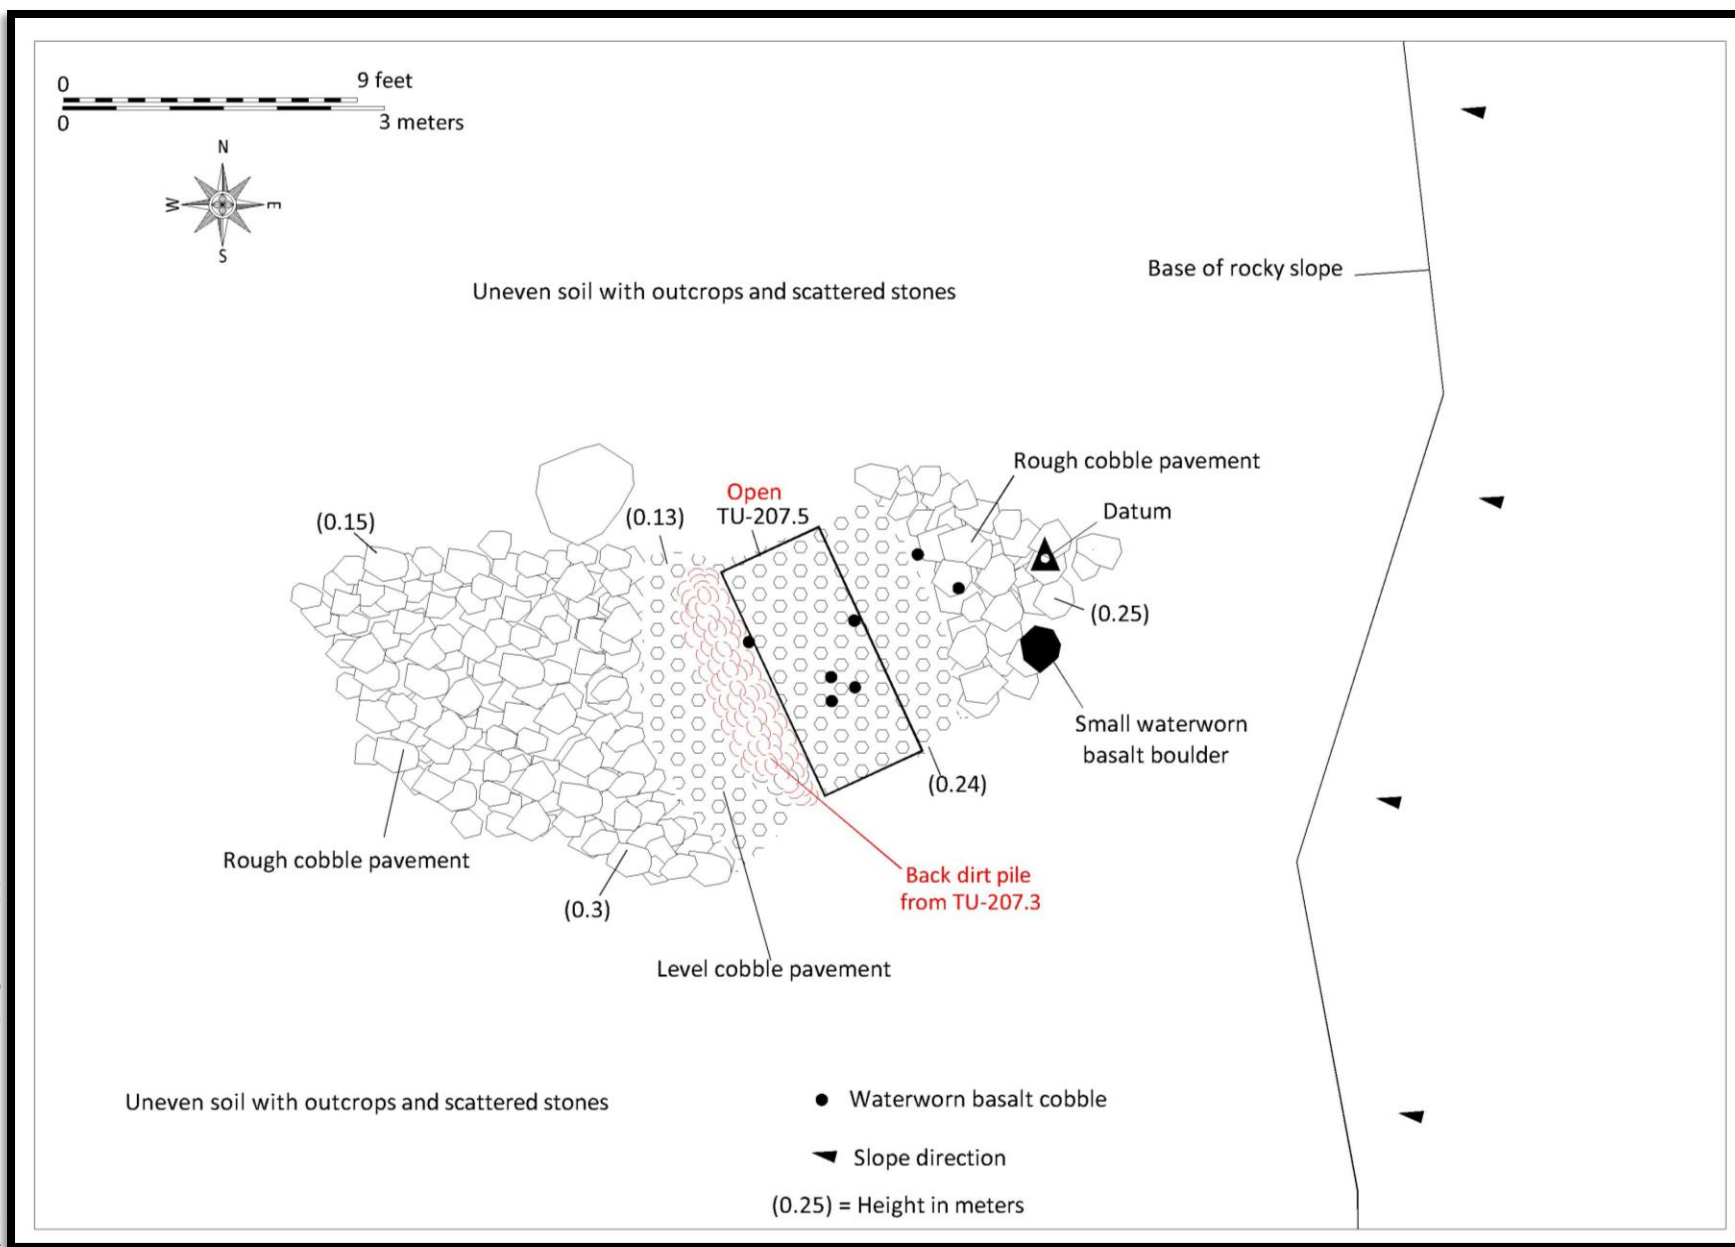 0 9 feet
0 3 meters
N
W E
S
Base of rocky slope
Uneven soil with outcrops and scattered stones
Rough cobble pavement
Open
TU-207.5
Datum
(0.15)
(0.13)
(0.25)
Small waterworn
basalt boulder
(0.24)
Rough cobble pavement
Back dirt pile
from TU-207.3
(0.3)
Level cobble pavement
Uneven soil with outcrops and scattered stones
Waterworn basalt cobble
Slope direction
(0.25) = Height in meters